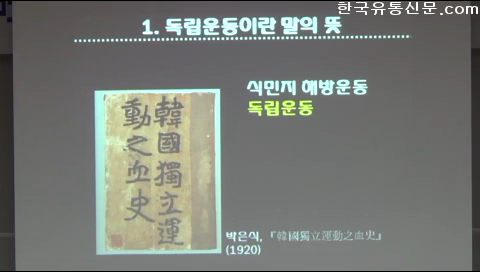 한국유통신문.com
1. 독립운동이란 말의 뜻
식민지 해방운동
독립운동
韓國獨立運
動之血史
박은식, 『韓國獨立運動之血史』
(1920)